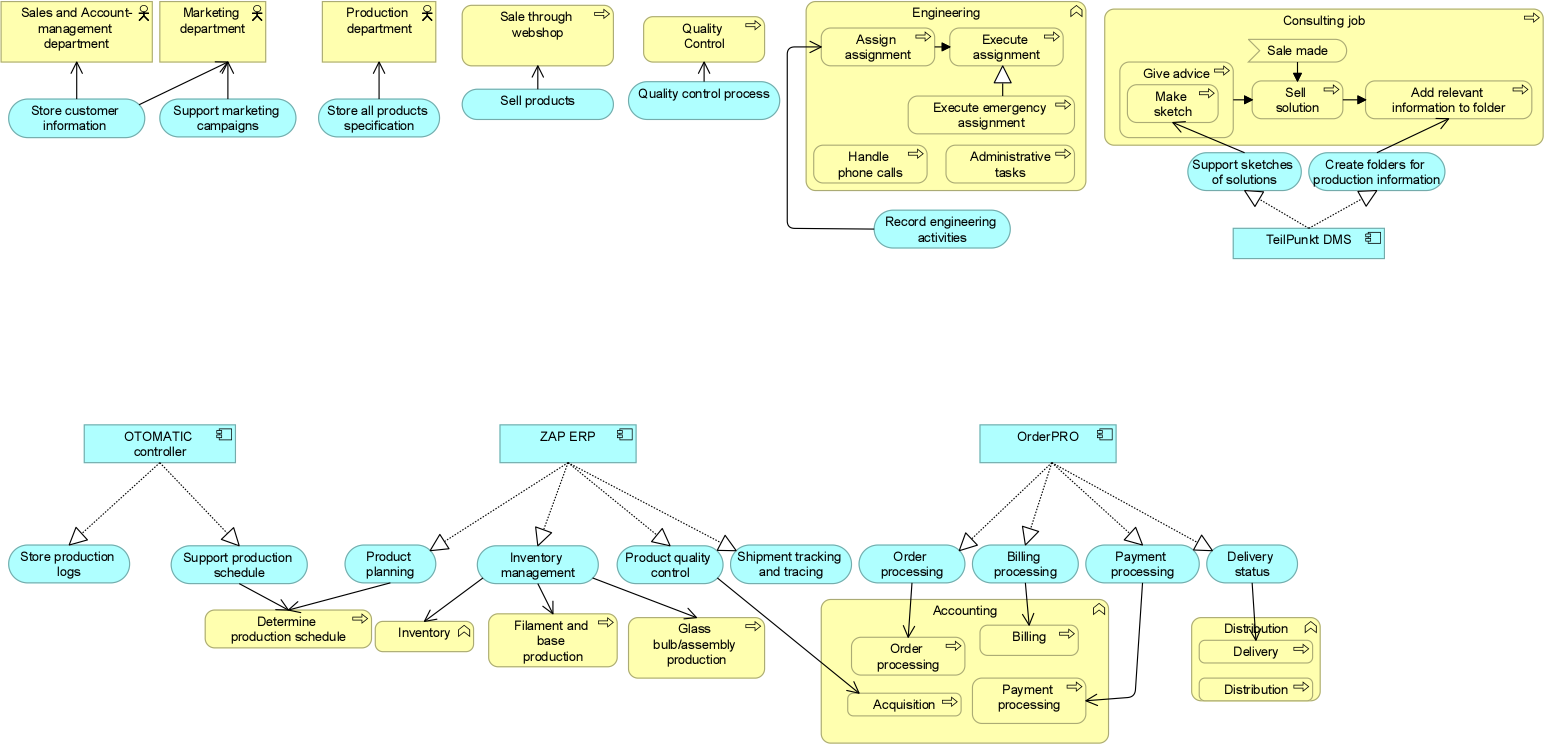 Sales and Account-
management
department
Marketing
department
Production
department
Sale through
webshop
Quality
Control
Engineering
Assign
assignment
Execute
assignment
Execute emergency
assignment
Handle
phone calls
Administrative
tasks
Consulting job
Sale made
Give advice
Make
sketch
Sell
solution
Add relevant
information to folder
Store customer
information
Support marketing
campaigns
Store all products
specification
Sell products
Quality control process
Record engineering
activities
Support sketches
of solutions
Create folders for
production information
TeilPunkt DMS
OTOMATIC
controller
ZAP ERP
OrderPRO
Store production
logs
Support production
schedule
Product
planning
Inventory
management
Product quality
control
Shipment tracking
and tracing
Order
processing
Billing
processing
Payment
processing
Delivery
status
Determine
production schedule
Inventory
Filament and
base
production
Glass
bulb/assembly
production
Accounting
Order
processing
Billing
Acquisition
Payment
processing
Distribution
Delivery
Distribution